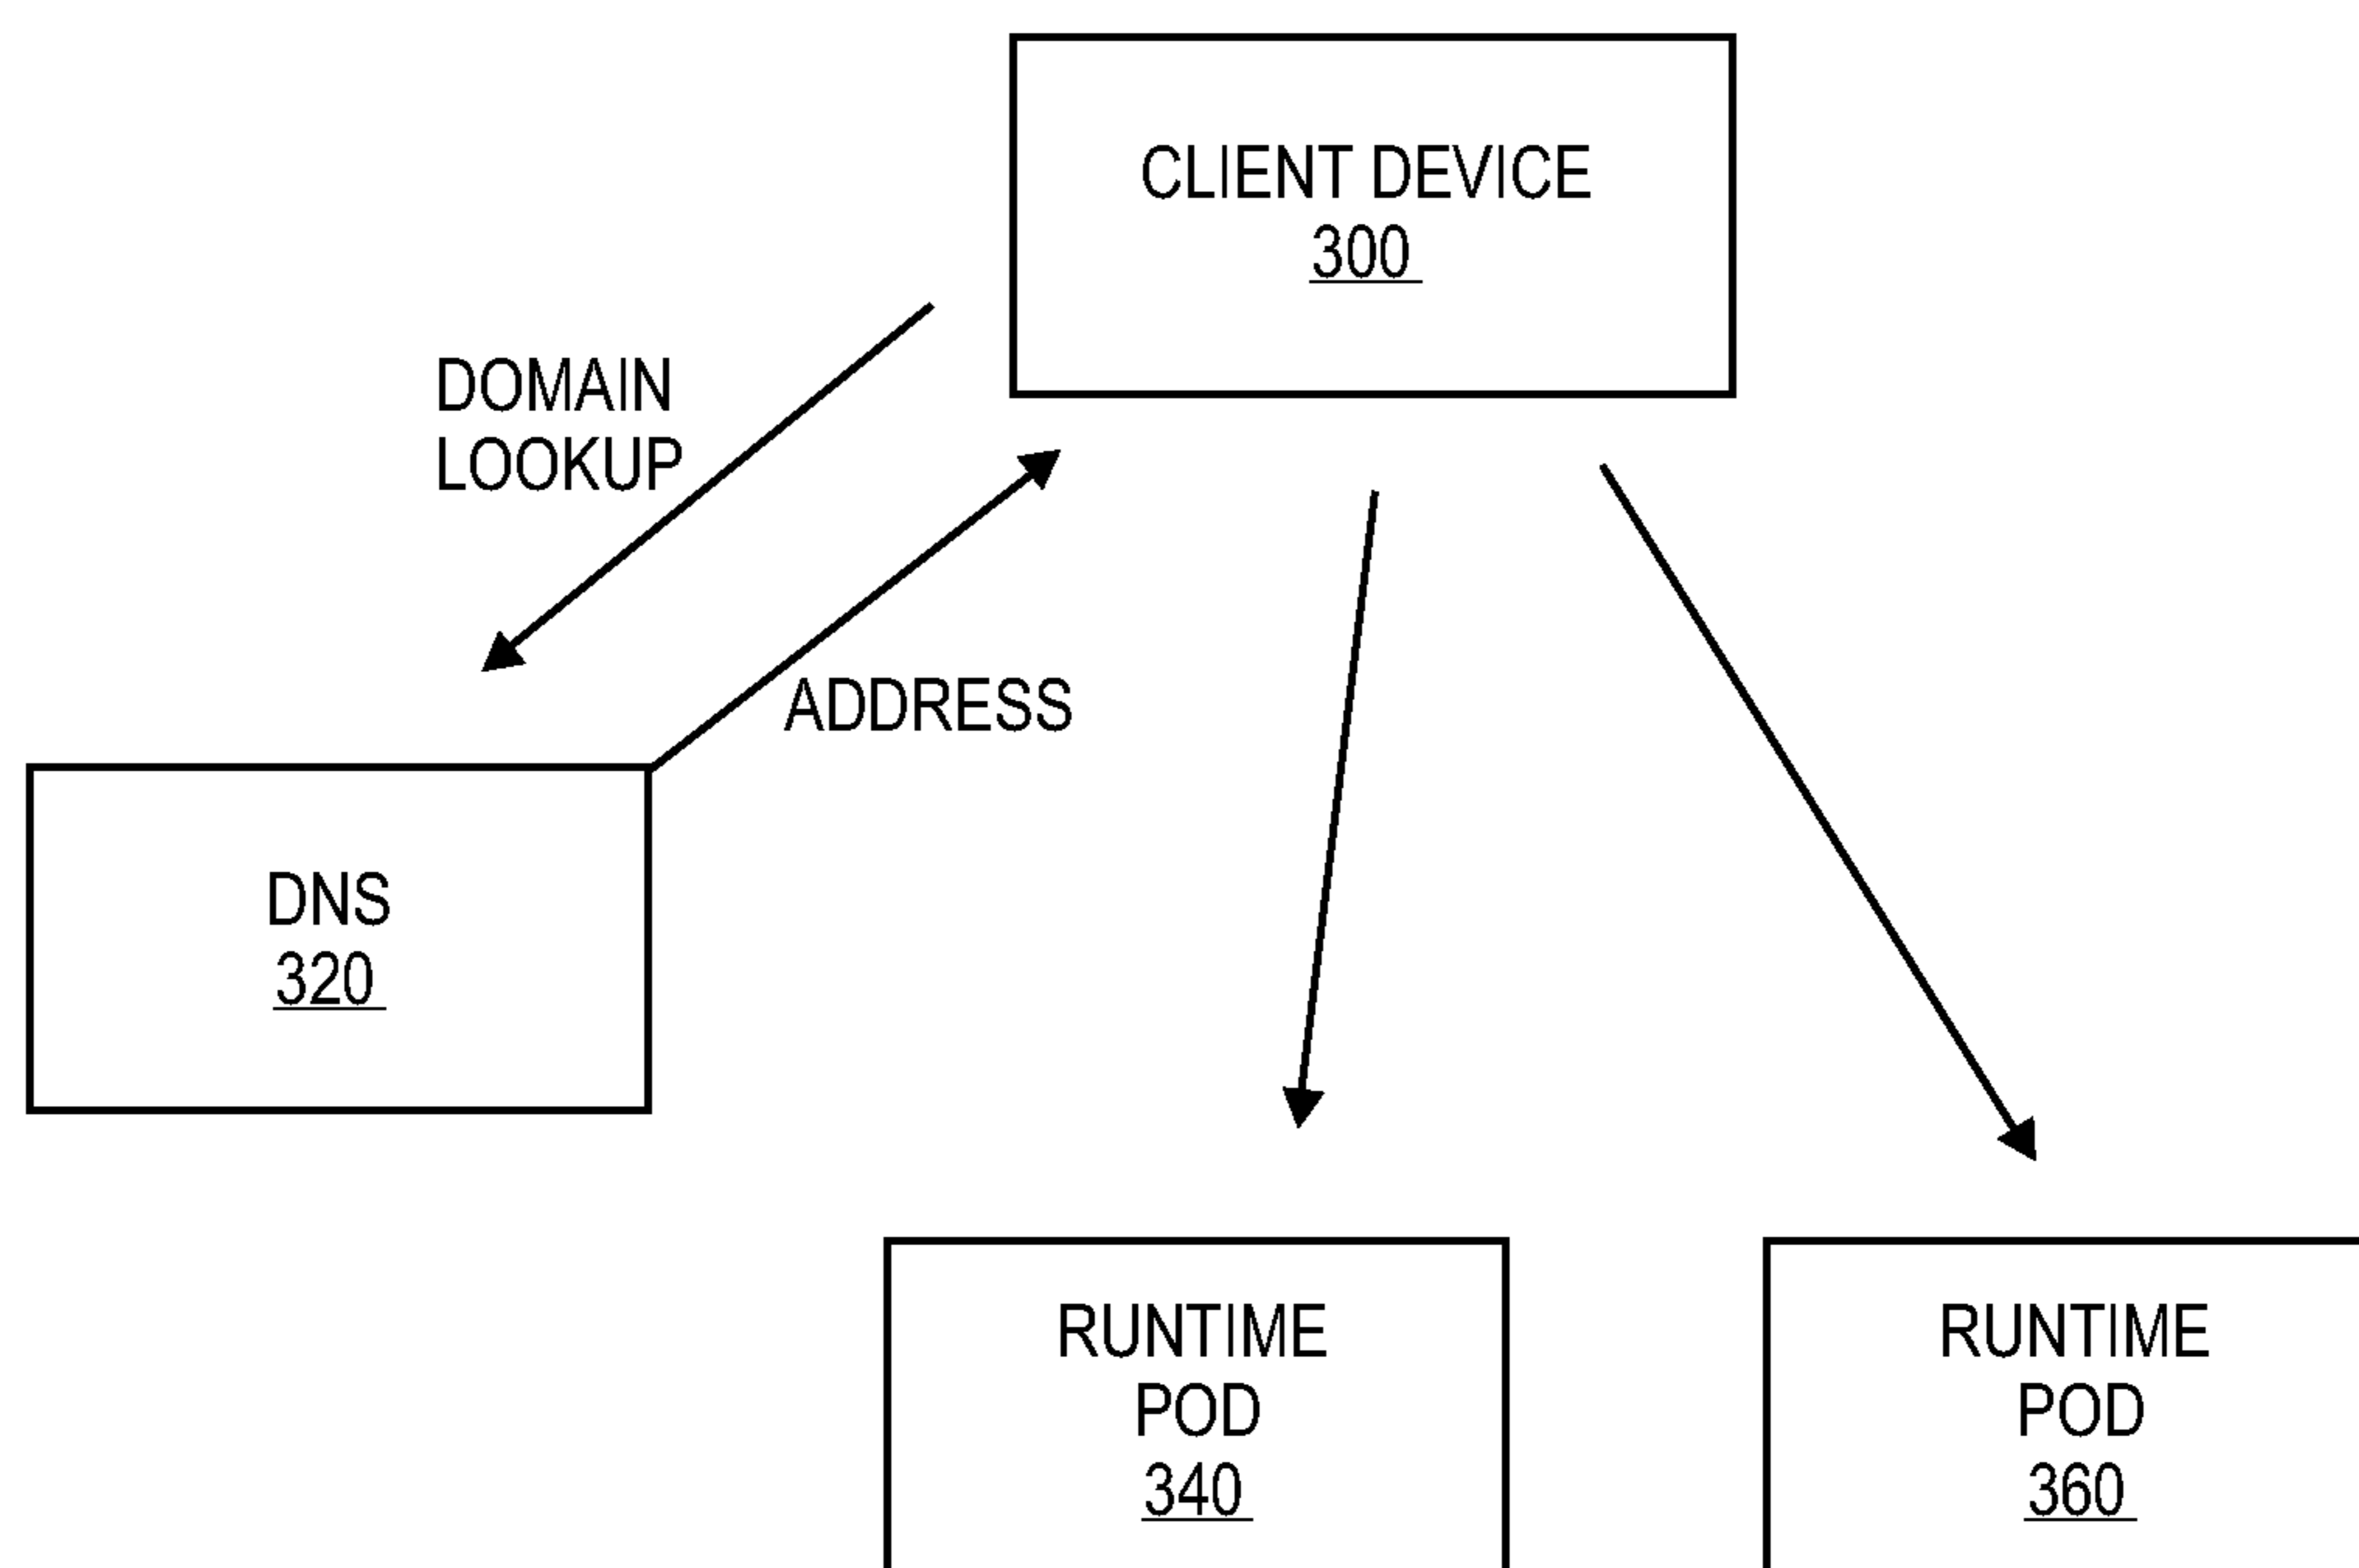 CLIENT DEVICE
300
DOMAIN
LOOKUP
ADDRESS
DNS
320
RUNTIME
POD
340
RUNTIME
POD
360